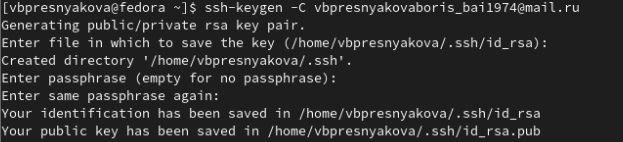 [vbpresnyakova@fedora ~]$ ssh-keygen -C vbpresnyakovaboris_bai1974@mail.ru
Generating public/private rsa key pair.
Enter file in which to save the key (/home/vbpresnyakova/.ssh/id_rsa):
Created directory '/home/vbpresnyakova/.ssh'.
Enter passphrase (empty for no passphrase):
Enter same passphrase again:
Your identification has been saved in /home/vbpresnyakova/.ssh/id_rsa
Your public key has been saved in /home/vbpresnyakova/.ssh/id_rsa.pub